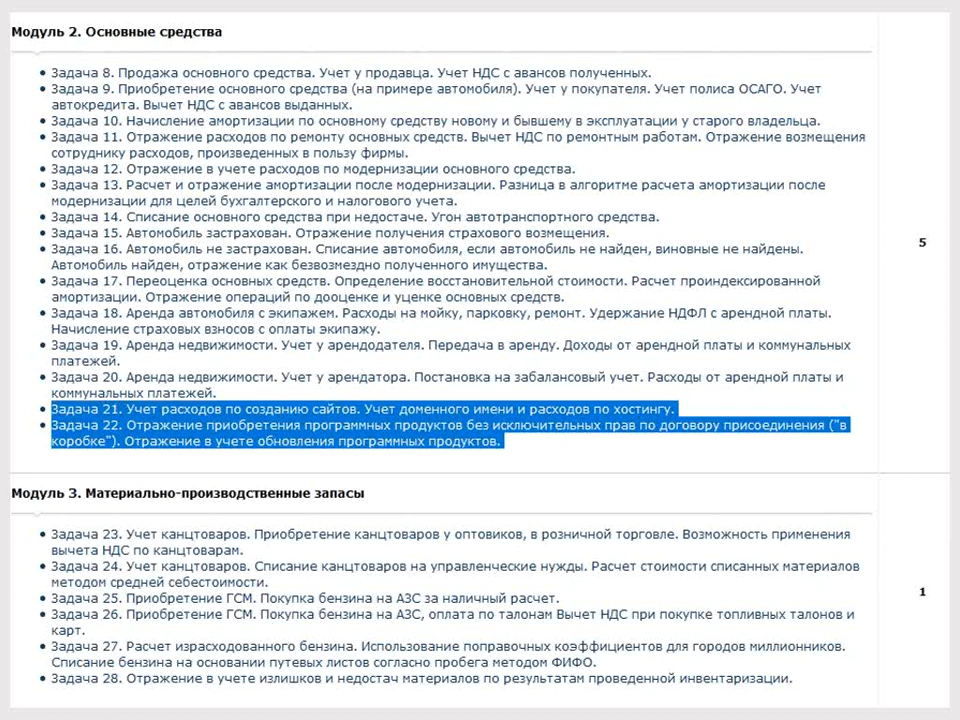 Модуль 2. Основные средства
• Задача 8. Продажа основного средства. Учет у продавца. Учет НДС с авансов полученных.
• Задача 9. Приобретение основного средства (на примере автомобиля). Учет у покупателя. Учет полиса ОСАГО. Учет
автокредита. Вычет НДС с авансов выданных.
• Задача 10. Начисление амортизации по основному средству новому и бывшему в эксплуатации у старого владельца.
• Задача 11. Отражение расходов по ремонту основных средств. Вычет НДС по ремонтным работам. Отражение возмещения
сотруднику расходов, произведенных в пользу фирмы.
• Задача 12. Отражение в учете расходов по модернизации основного средства.
• Задача 13. Расчет и отражение амортизации после модернизации. Разница в алгоритме расчета амортизации после
модернизации для целей бухгалтерского и налогового учета.
• Задача 14. Списание основного средства при недостаче. Угон автотранспортного средства.
• Задача 15. Автомобиль застрахован. Отражение получения страхового возмещения.
• Задача 16. Автомобиль не застрахован. Списание автомобиля, если автомобиль не найден, виновные не найдены.
Автомобиль найден, отражение как безвозмездно полученного имущества.
• Задача 17. Переоценка основных средств. Определение восстановительной стоимости. Расчет проиндексированной
амортизации. Отражение операций по дооценке и уценке основных средств.
• Задача 18. Аренда автомобиля с экипажем. Расходы на мойку, парковку, ремонт. Удержание НДФЛ с арендной платы.
Начисление страховых взносов с оплаты экипажу.
• Задача 19. Аренда недвижимости. Учет у арендодателя. Передача в аренду. Доходы от арендной платы и коммунальных
платежей.
• Задача 20. Аренда недвижимости. Учет у арендатора. Постановка на забалансовый учет. Расходы от арендной платы и
коммунальных платежей.
• Задача 21. Учет расходов по созданию сайтов. Учет доменного имени и расходов по хостингу.
• Задача 22. Отражение приобретения программных продуктов без исключительных прав по договору присоединения ("в
коробке"). Отражение в учете обновления программных продуктов.
5
Модуль 3. Материально-производственные запасы
• Задача 23. Учет канцтоваров. Приобретение канцтоваров у оптовиков, в розничной торговле. Возможность применения
вычета НДС по канцтоварам.
• Задача 24. Учет канцтоваров. Списание канцтоваров на управленческие нужды. Расчет стоимости списанных материалов
методом средней себестоимости.
• Задача 25. Приобретение ГСМ. Покупка бензина на АЗС за наличный расчет.
• Задача 26. Приобретение ГСМ. Покупка бензина на АЗС, оплата по талонам Вычет НДС при покупке топливных талонов и
карт.
• Задача 27. Расчет израсходованного бензина. Использование поправочных коэффициентов для городов миллионников.
Списание бензина на основании путевых листов согласно пробега методом ФИФО.
• Задача 28. Отражение в учете излишков и недостач материалов по результатам проведенной инвентаризации.
1